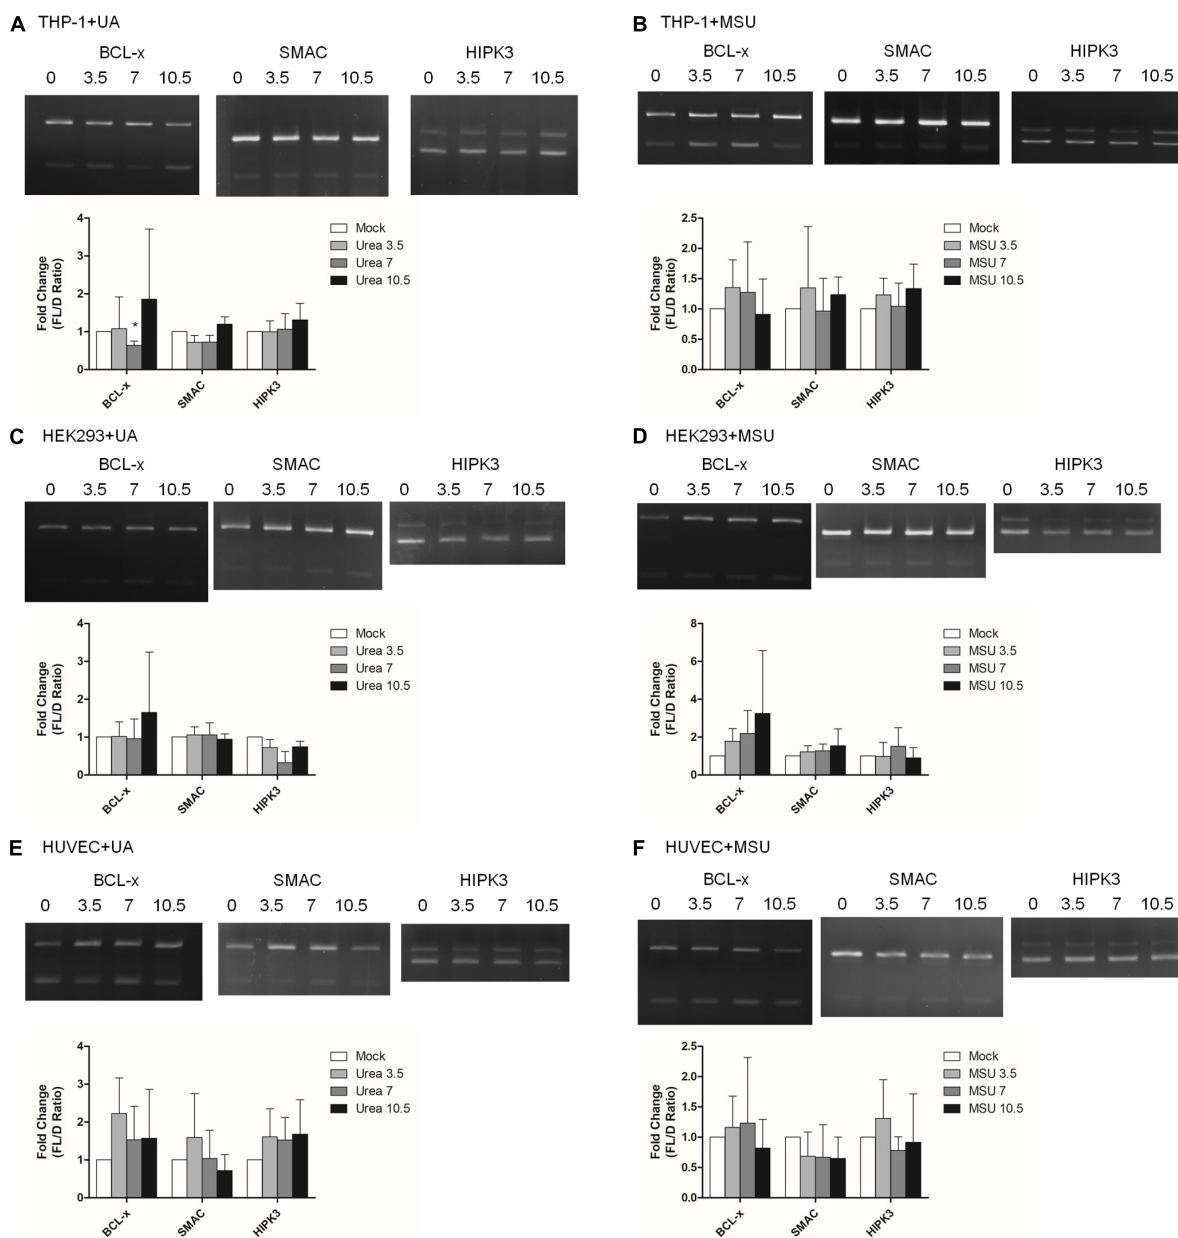 A THP-1+UA
BCL-x SMAC HIPK3
0 3.5 7 10.5 0 3.5 7 10.5 0 3.5 7 10.5
Fold Change
(FL/D Ratio)
4
3
2
1
0
*
BCL-x SMAC HIPK3
Mock
Urea 3.5
Urea 7
Urea 10.5
B THP-1+MSU
BCL-x SMAC HIPK3
0 3.5 7 10.5 0 3.5 7 10.5 0 3.5 7 10.5
Fold Change
(FL/D Ratio)
2.5
2.0
1.5
1.0
0.5
0.0
BCL-x SMAC HIPK3
Mock
MSU 3.5
MSU 7
MSU 10.5
C HEK293+UA
BCL-x SMAC HIPK3
0 3.5 7 10.5 0 3.5 7 10.5 0 3.5 7 10.5
Fold Change
(FL/D Ratio)
4
3
2
1
0
BCL-x SMAC HIPK3
Mock
Urea 3.5
Urea 7
Urea 10.5
D HEK293+MSU
BCL-x SMAC HIPK3
0 3.5 7 10.5 0 3.5 7 10.5 0 3.5 7 10.5
Fold Change
(FL/D Ratio)
8
6
4
2
0
BCL-x SMAC HIPK3
Mock
MSU 3.5
MSU 7
MSU 10.5
E HUVEC+UA
BCL-x SMAC HIPK3
0 3.5 7 10.5 0 3.5 7 10.5 0 3.5 7 10.5
Fold Change
(FL/D Ratio)
4
3
2
1
0
BCL-x SMAC HIPK3
Mock
Urea 3.5
Urea 7
Urea 10.5
F HUVEC+MSU
BCL-x SMAC HIPK3
0 3.5 7 10.5 0 3.5 7 10.5 0 3.5 7 10.5
Fold Change
(FL/D Ratio)
2.5
2.0
1.5
1.0
0.5
0.0
BCL-x SMAC HIPK3
Mock
MSU 3.5
MSU 7
MSU 10.5